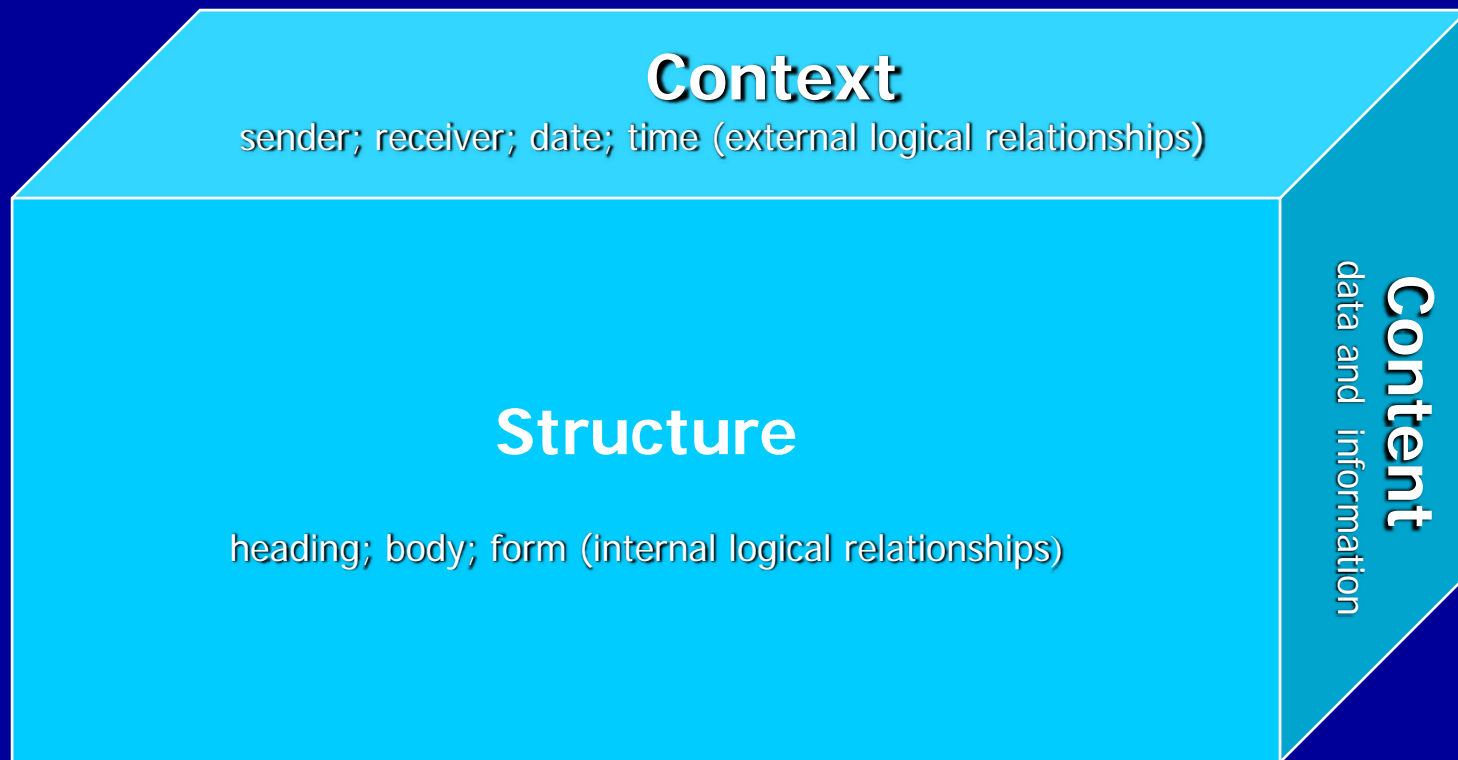 Context
sender; receiver; date; time (external logical relationships)
Structure
heading; body; form (internal logical relationships)
Content
data and information